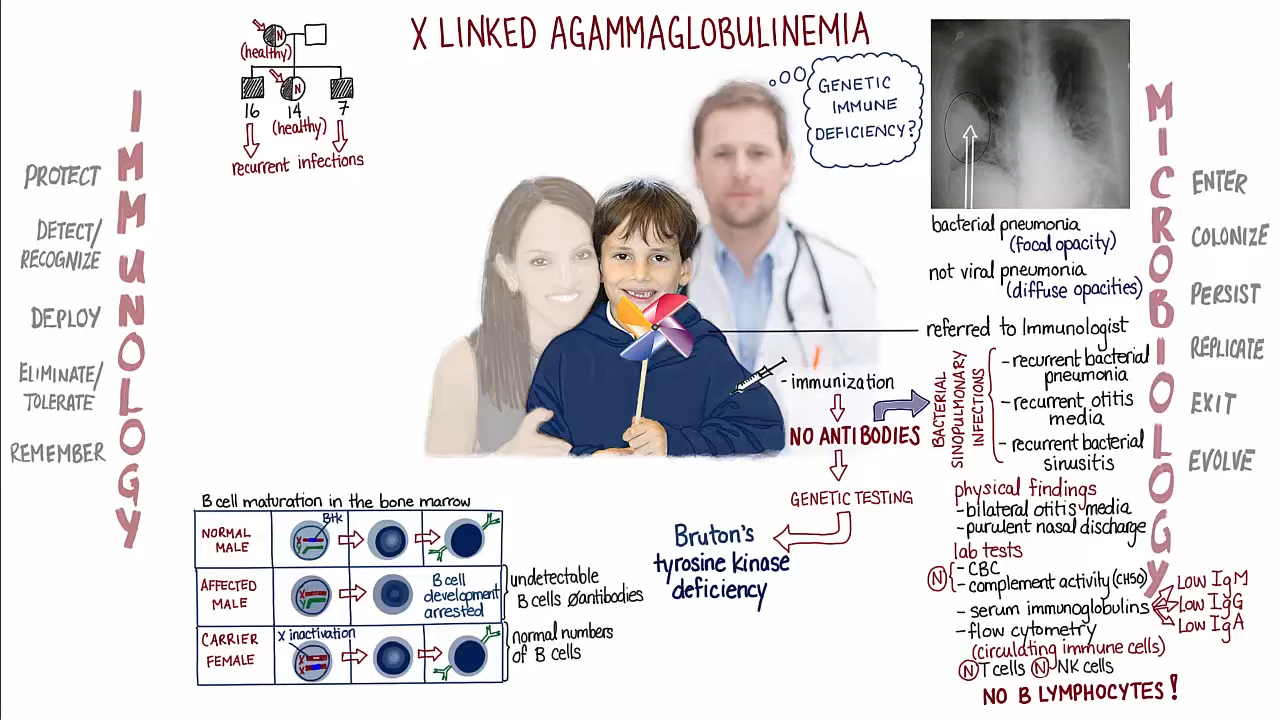 X LINKED AGAMMAGLOBULINEMIA
N
(healthy)
N
16
14
7
(healthy)
recurrent infections
IMMUNOLOGY
PROTECT
DETECT/
RECOGNIZE
DEPLOY
ELIMINATE/
TOLERATE
REMEMBER
GENETIC
IMMUNE
DEFICIENCY?
MICROBIOLOGY
ENTER
COLONIZE
PERSIST
REPLICATE
EXIT
EVOLVE
bacterial pneumonia
(focal opacity)
not viral pneumonia
(diffuse opacities)
referred to Immunologist
BACTERIAL
SINOPULMONARY
INFECTIONS
- recurrent bacterial
pneumonia
- recurrent otitis
media
- recurrent bacterial
sinusitis
- immunization
NO ANTIBODIES
GENETIC TESTING
Bruton's
tyrosine kinase
deficiency
physical findings
- bilateral otitis media
- purulent nasal discharge
lab tests
N
- CBC
- complement activity (CH50)
- serum immunoglobulins
Low IgM
Low IgG
Low IgA
- flow cytometry
(circulating immune cells)
N T cells N NK cells
NO B LYMPHOCYTES!
B cell maturation in the bone marrow
NORMAL
MALE
Btk
X
Y
AFFECTED
MALE
X
Y
B cell
development
arrested
undetectable
B cells ø antibodies
CARRIER
FEMALE
X inactivation
X
X
normal numbers
of B cells